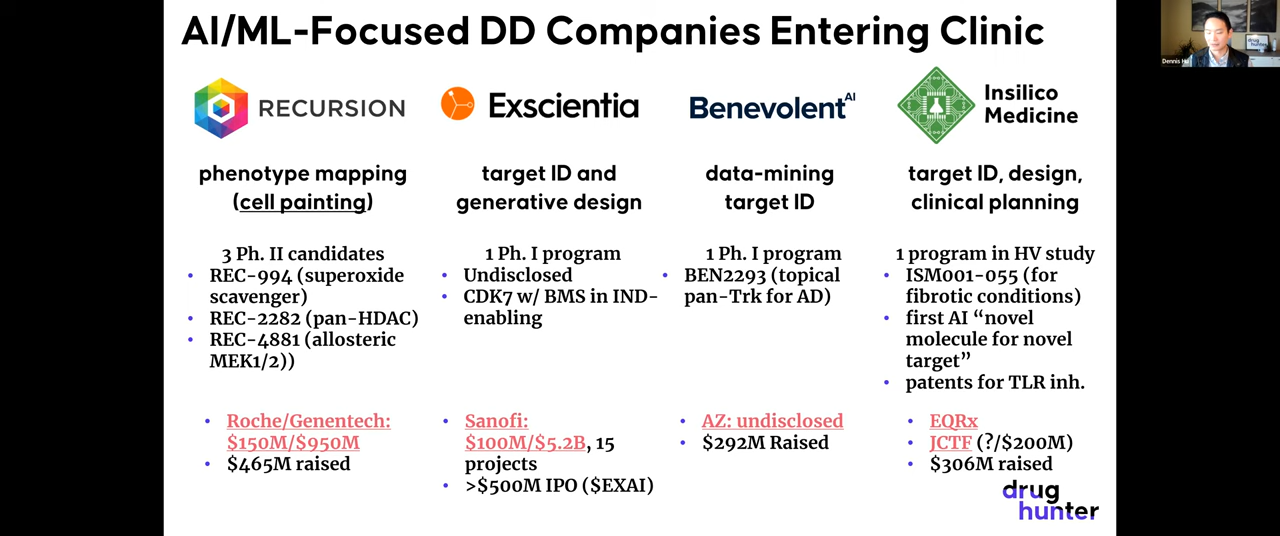 AI/ML-Focused DD Companies Entering Clinic
RECURSION
phenotype mapping
(cell painting)
3 Ph. II candidates
• REC-994 (superoxide
scavenger)
• REC-2282 (pan-HDAC)
• REC-4881 (allosteric
MEK1/2))
• Roche/Genentech:
$150M/$950M
• $465M raised
Exscientia
target ID and
generative design
1 Ph. I program
• Undisclosed
• CDK7 w/ BMS in IND-
enabling
• Sanofi:
$100M/$5.2B, 15
projects
• >$500M IPO ($EXAI)
Benevolent AI
data-mining
target ID
1 Ph. I program
• BEN2293 (topical
pan-Trk for AD)
• AZ: undisclosed
• $292M Raised
Insilico
Medicine
target ID, design,
clinical planning
1 program in HV study
• ISM001-055 (for
fibrotic conditions)
• first AI “novel
molecule for novel
target”
• patents for TLR inh.
• EQRx
• JCTF (?/$200M)
• $306M raised
drug
hunter
drug
hunter
Dennis Hu